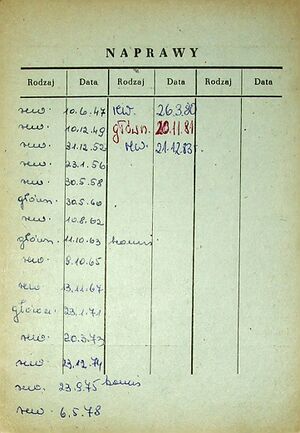 NAPRAWY
Rodzaj Data Rodzaj Data Rodzaj Data
rew. 10.6.47 rew. 26.3.80
rew. 10.12.49 główn. 20.11.81
rew. 31.12.52 rew. 21.12.83
rew. 23.1.56
rew. 30.5.58
główn. 30.5.60
rew. 10.8.62
główn. 11.10.63
rew. 9.10.65
rew. 13.11.67
główn. 23.1.71
rew. 20.3.73
rew. 23.12.74
rew. 23.9.75
rew. 6.5.78